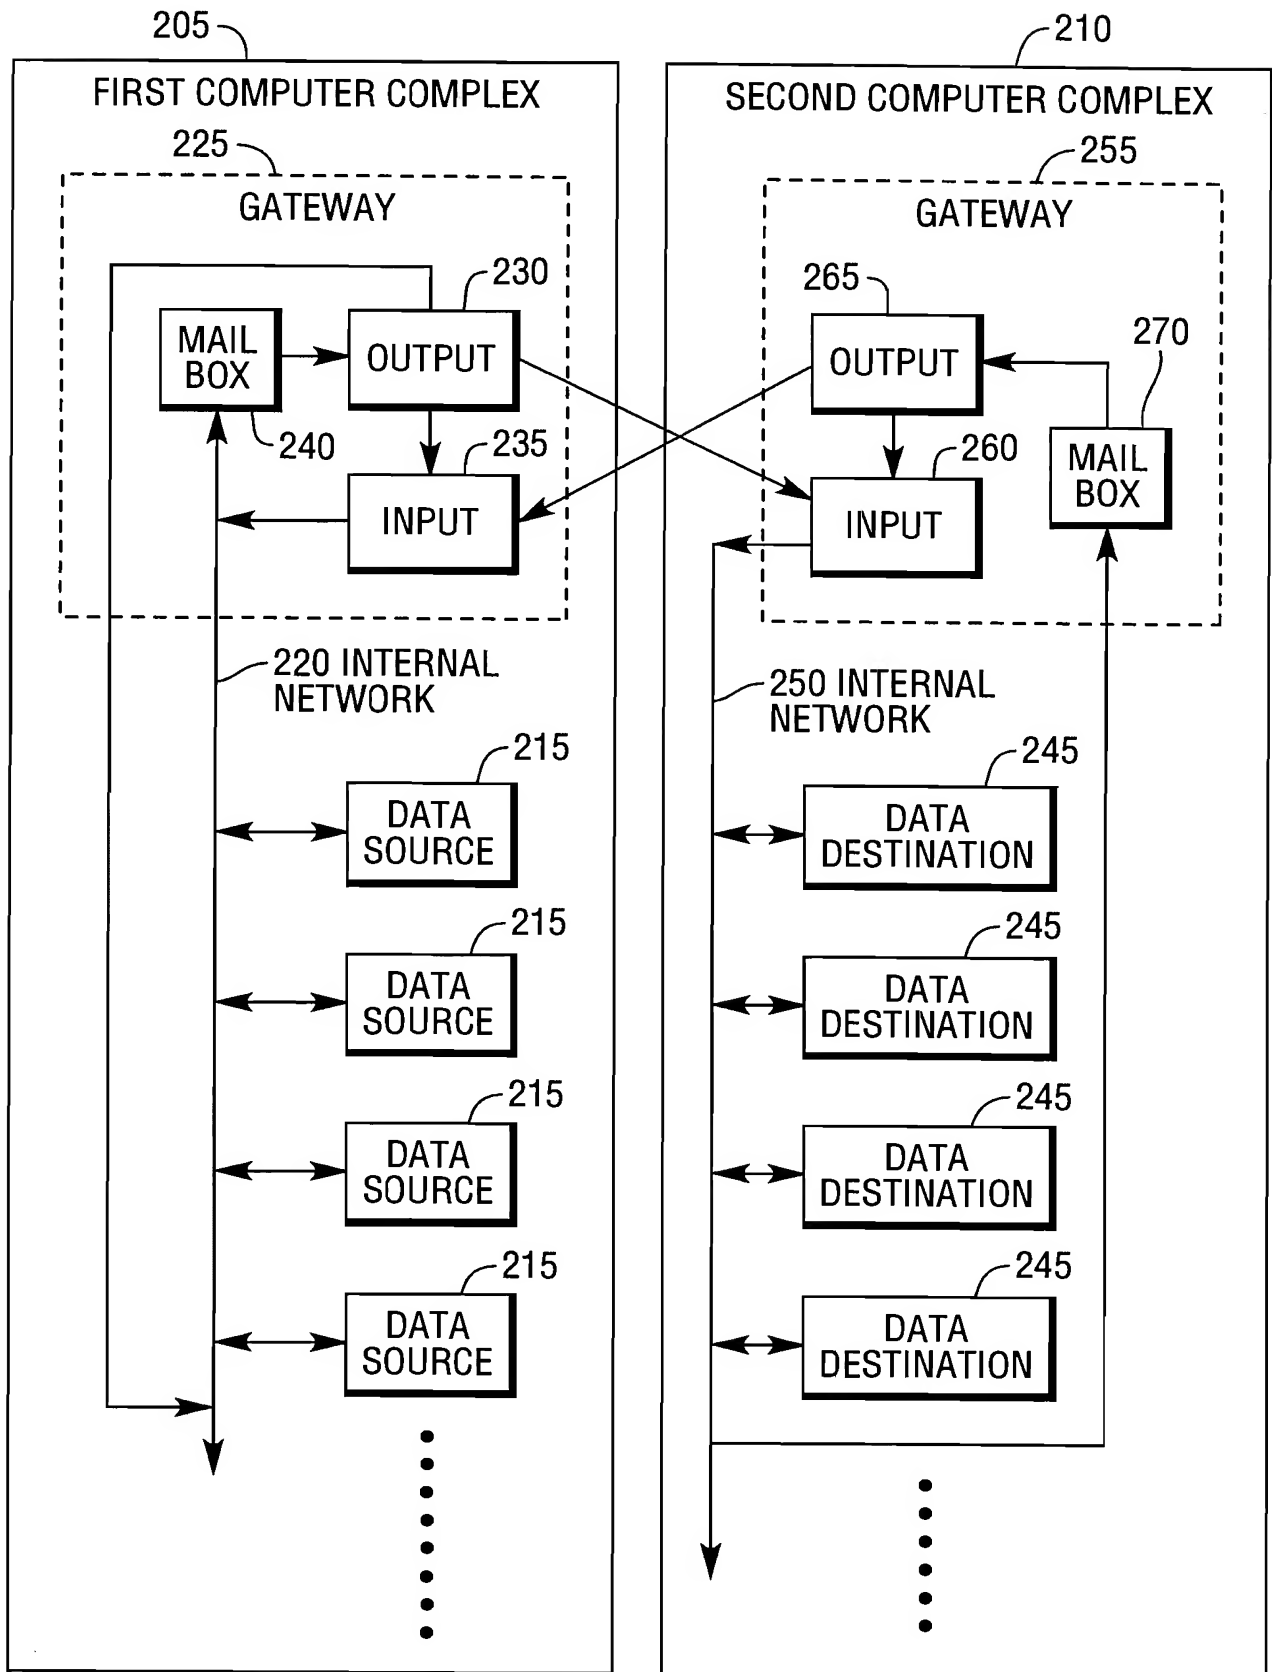 205
210
FIRST COMPUTER COMPLEX
SECOND COMPUTER COMPLEX
225
255
GATEWAY
GATEWAY
230
265
MAIL
BOX
OUTPUT
OUTPUT
270
240
235
260
MAIL
BOX
INPUT
INPUT
220 INTERNAL
NETWORK
250 INTERNAL
NETWORK
215
245
DATA
SOURCE
DATA
DESTINATION
215
245
DATA
SOURCE
DATA
DESTINATION
215
245
DATA
SOURCE
DATA
DESTINATION
215
245
DATA
SOURCE
DATA
DESTINATION